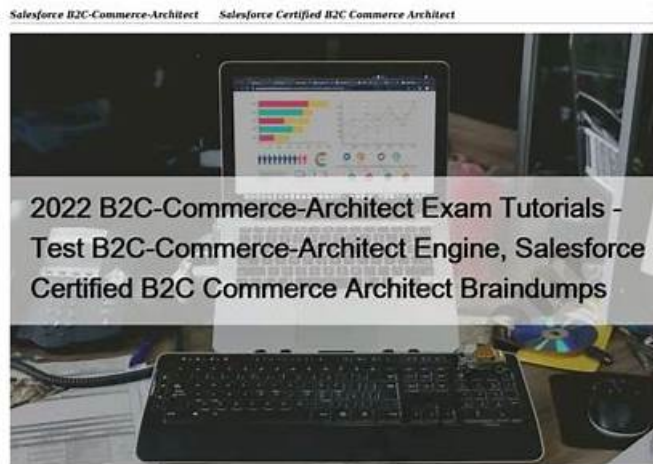 Salesforce B2C-Commerce-Architect Salesforce Certified B2C Commerce Architect
2022 B2C-Commerce-Architect Exam Tutorials -
Test B2C-Commerce-Architect Engine, Salesforce
Certified B2C Commerce Architect Braindumps